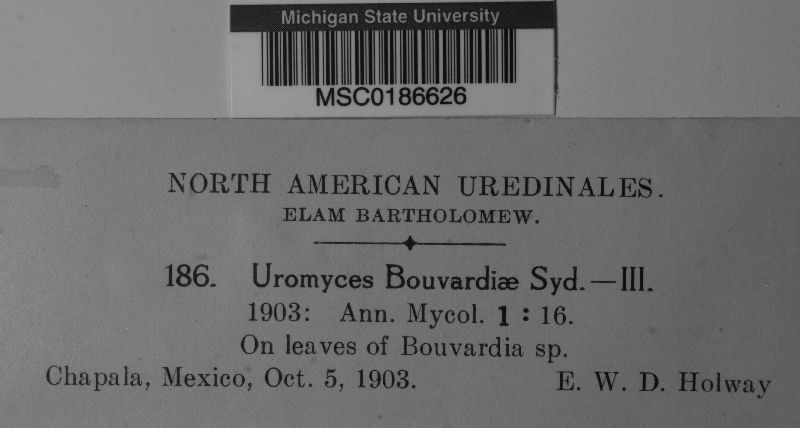 Michigan State University
MSC0186626
NORTH AMERICAN UREDINALES.
ELAM BARTHOLOMEW.
186. Uromyces Bouvardiæ Syd.—III.
1903: Ann. Mycol. 1 : 16.
On leaves of Bouvardia sp.
Chapala, Mexico, Oct. 5, 1903. E. W. D. Holway